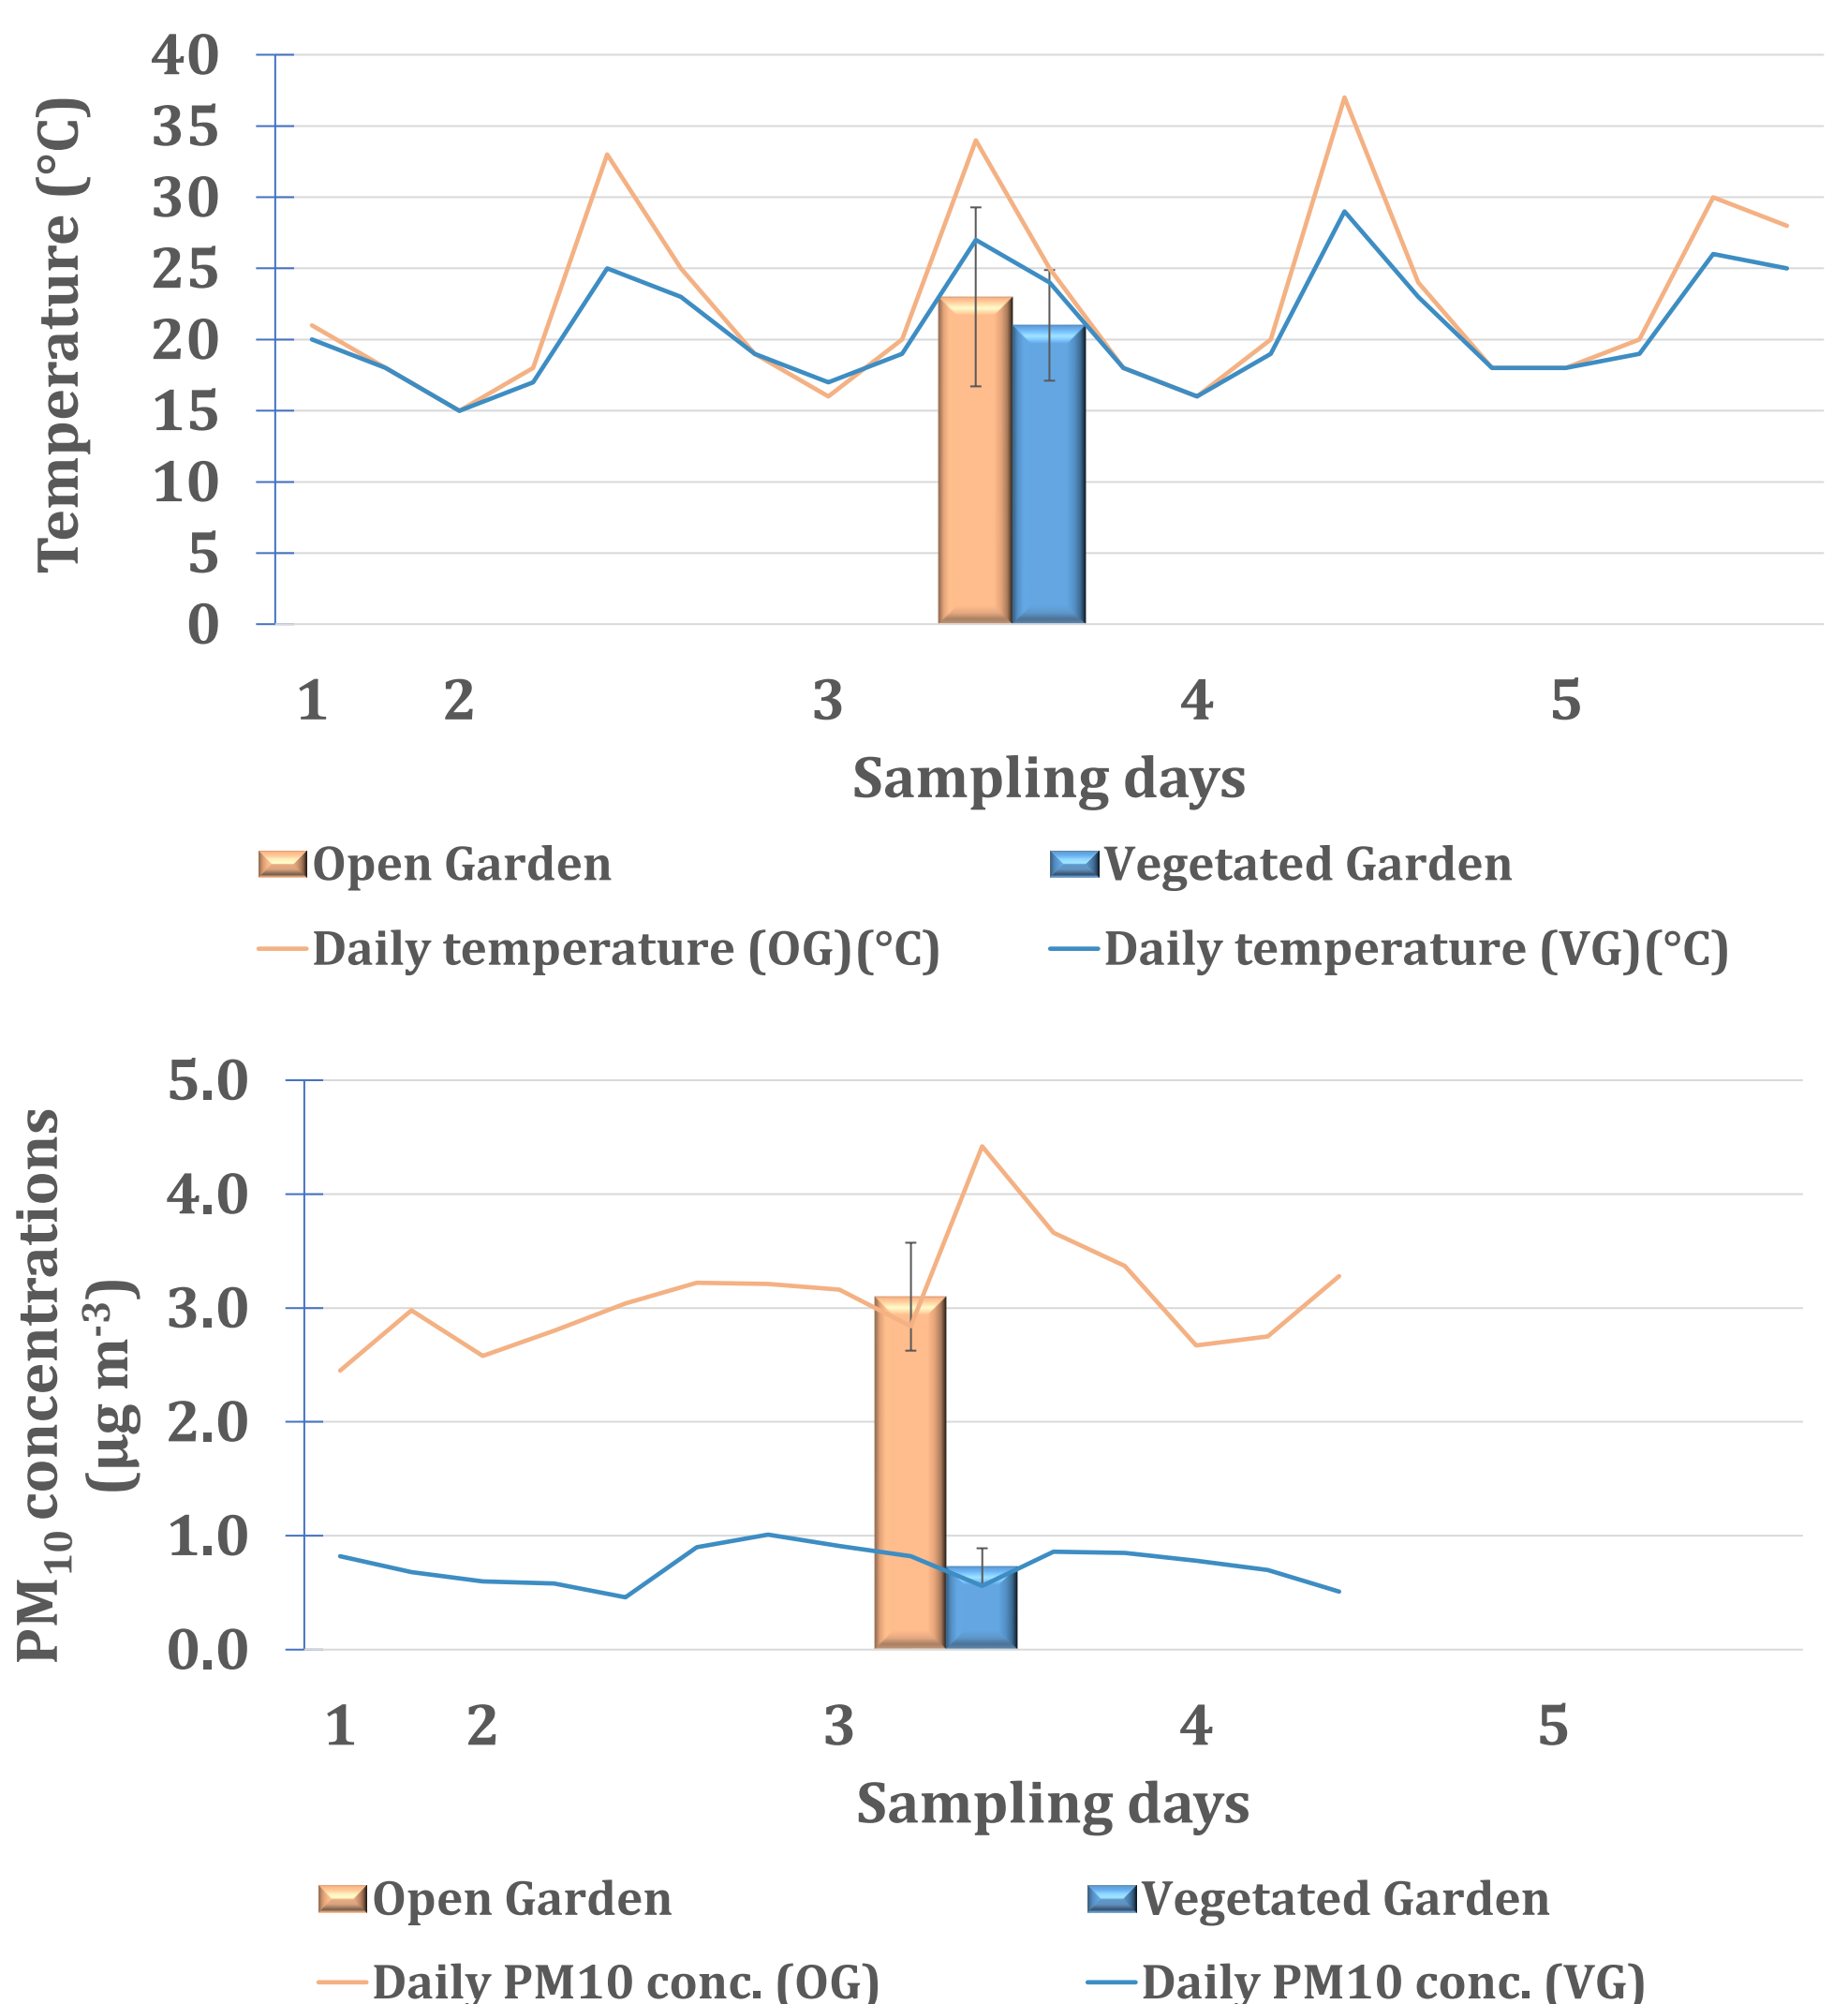 Temperature (°C)
40
35
30
25
20
15
10
5
0
1 2 3 4 5
Sampling days
Open Garden Vegetated Garden
Daily temperature (OG)(°C) Daily temperature (VG)(°C)
PM10 concentrations
(µg m-3)
5.0
4.0
3.0
2.0
1.0
0.0
1 2 3 4 5
Sampling days
Open Garden Vegetated Garden
Daily PM10 conc. (OG) Daily PM10 conc. (VG)